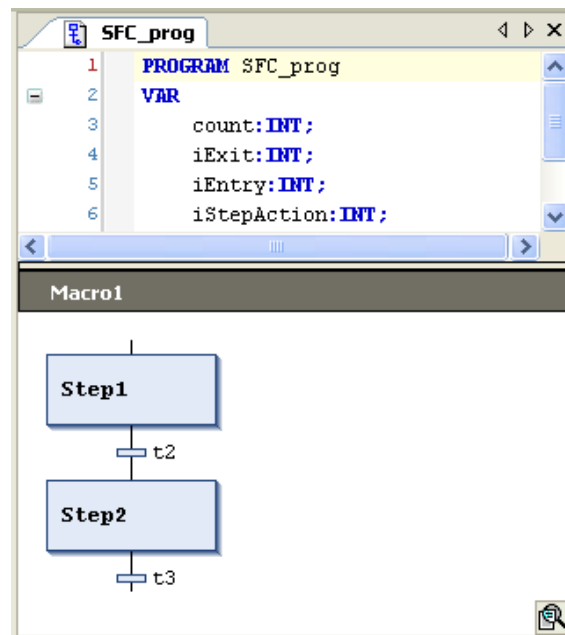 SFC_prog
1 PROGRAM SFC_prog
2 VAR
3 count:INT;
4 iExit:INT;
5 iEntry:INT;
6 iStepAction:INT;
Macro1
Step1
t2
Step2
t3